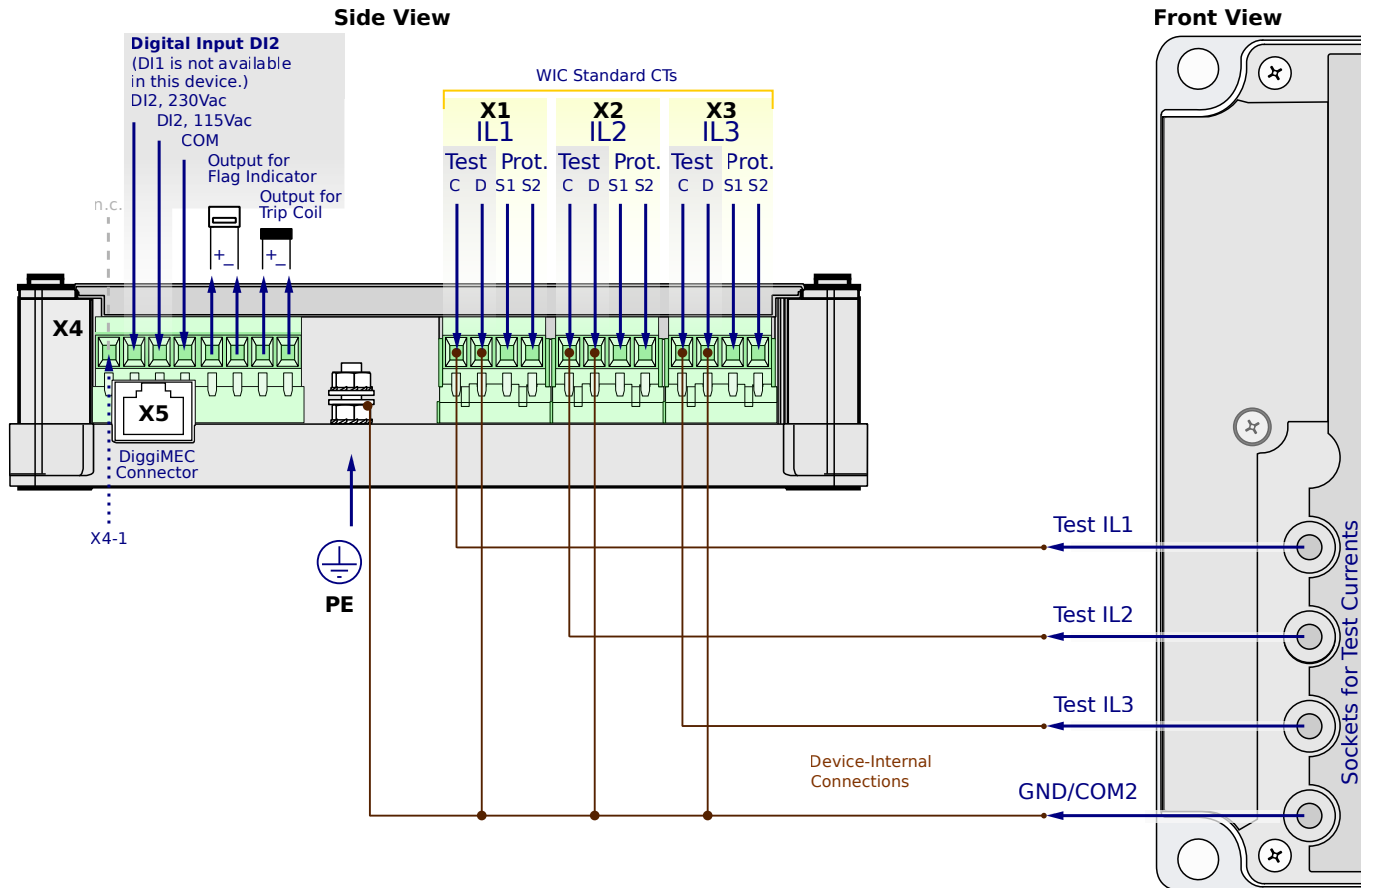 Side View
Front View
Digital Input DI2
(DI1 is not available
in this device.)
DI2, 230Vac
DI2, 115Vac
COM
Output for
Flag Indicator
Output for
Trip Coil
n.c.
+ −
+ −
WIC Standard CTs
X1 X2 X3
IL1 IL2 IL3
Test Prot. Test Prot. Test Prot.
C D S1 S2 C D S1 S2 C D S1 S2
X4
X5
DiggiMEC
Connector
X4-1
PE
Test IL1
Test IL2
Test IL3
GND/COM2
Device-Internal
Connections
Sockets for Test Currents